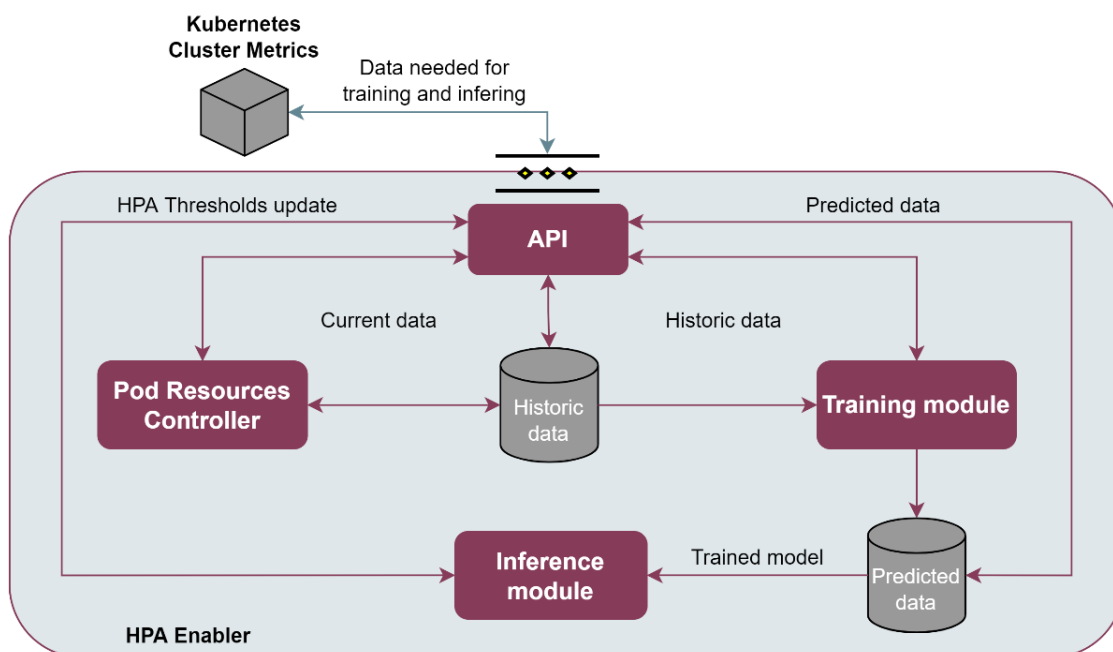 Kubernetes
Cluster Metrics
Data needed for
training and infering
HPA Thresholds update
Predicted data
API
Current data
Historic data
Pod Resources
Controller
Historic
data
Training module
Inference
module
Trained model
Predicted
data
HPA Enabler